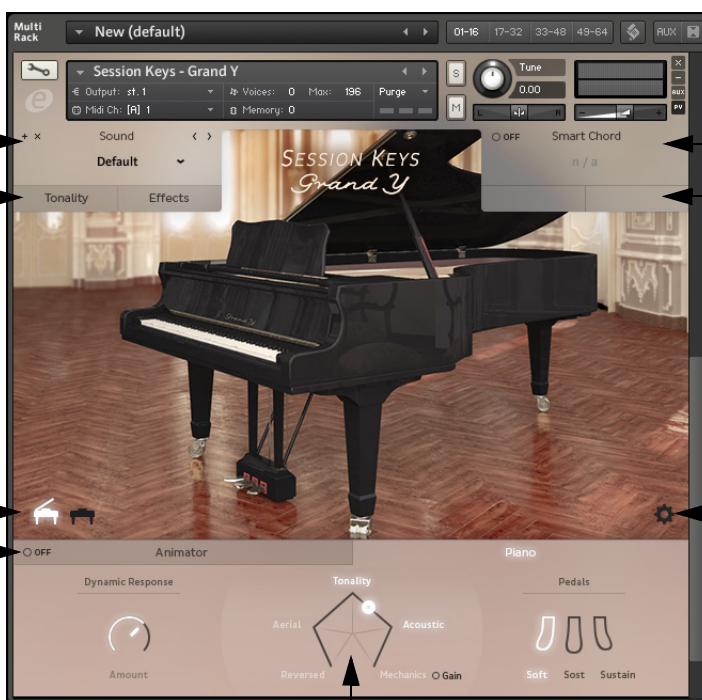 Multi
Rack
New (default)
01-16 17-32 33-48 49-64
AUX
Session Keys - Grand Y
Output: st.1 Voices: 0 Max: 196 Purge
Midi Ch: [A] 1 Memory: 0
S
M
Tune
0.00
L R
AUX
PV
e
+ × Sound
Default
Tonality Effects
SESSION KEYS
Grand Y
OFF Smart Chord
n / a
Grand Y
OFF Animator Piano
Dynamic Response
Amount
Tonality
Aerial Acoustic
Reversed Mechanics Gain
Pedals
Soft Sost Sustain